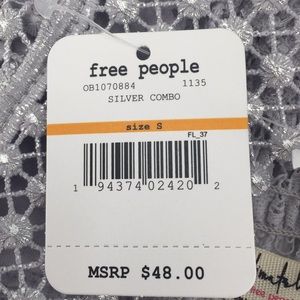 free people
OB1070884 1135
SILVER COMBO
size S
FL_37
1 94374 02420 2
MSRP $48.00